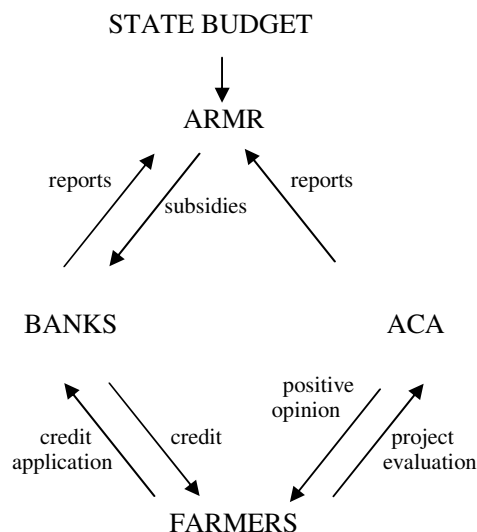 STATE BUDGET
ARMR
reports
subsidies
reports
BANKS
ACA
credit
application
credit
positive
opinion
project
evaluation
FARMERS